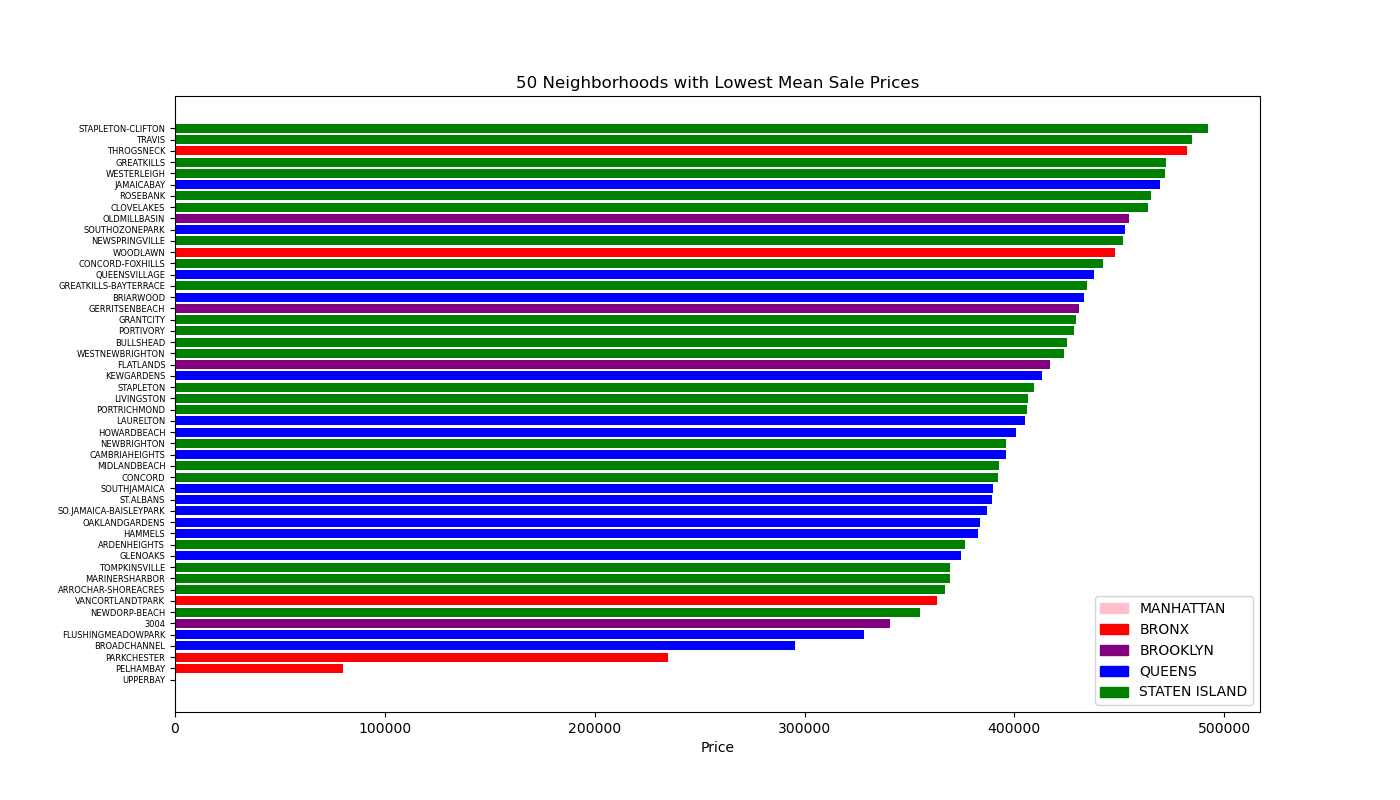 50 Neighborhoods with Lowest Mean Sale Prices
STAPLETON-CLIFTON
TRAVIS
THROGSNECK
GREATKILLS
WESTERLEIGH
JAMAICABAY
ROSEBANK
CLOVELAKES
OLDMILLBASIN
SOUTHOZONEPARK
NEWSPRINGVILLE
WOODLAWN
CONCORD-FOXHILLS
QUEENSVILLAGE
GREATKILLS-BAYTERRACE
BRIARWOOD
GERRITSENBEACH
GRANTCITY
PORTIVORY
BULLSHEAD
WESTNEWBRIGHTON
FLATLANDS
KEWGARDENS
STAPLETON
LIVINGSTON
PORTRICHMOND
LAURELTON
HOWARDBEACH
NEWBRIGHTON
CAMBRIAHEIGHTS
MIDLANDBEACH
CONCORD
SOUTHJAMAICA
ST.ALBANS
SO.JAMAICA-BAISLEYPARK
OAKLANDGARDENS
HAMMELS
ARDENHEIGHTS
GLENOAKS
TOMPKINSVILLE
MARINERSHARBOR
ARROCHAR-SHOREACRES
VANCORTLANDTPARK
NEWDORP-BEACH
3004
FLUSHINGMEADOWPARK
BROADCHANNEL
PARKCHESTER
PELHAMBAY
UPPERBAY
MANHATTAN
BRONX
BROOKLYN
QUEENS
STATEN ISLAND
0 100000 200000 300000 400000 500000
Price